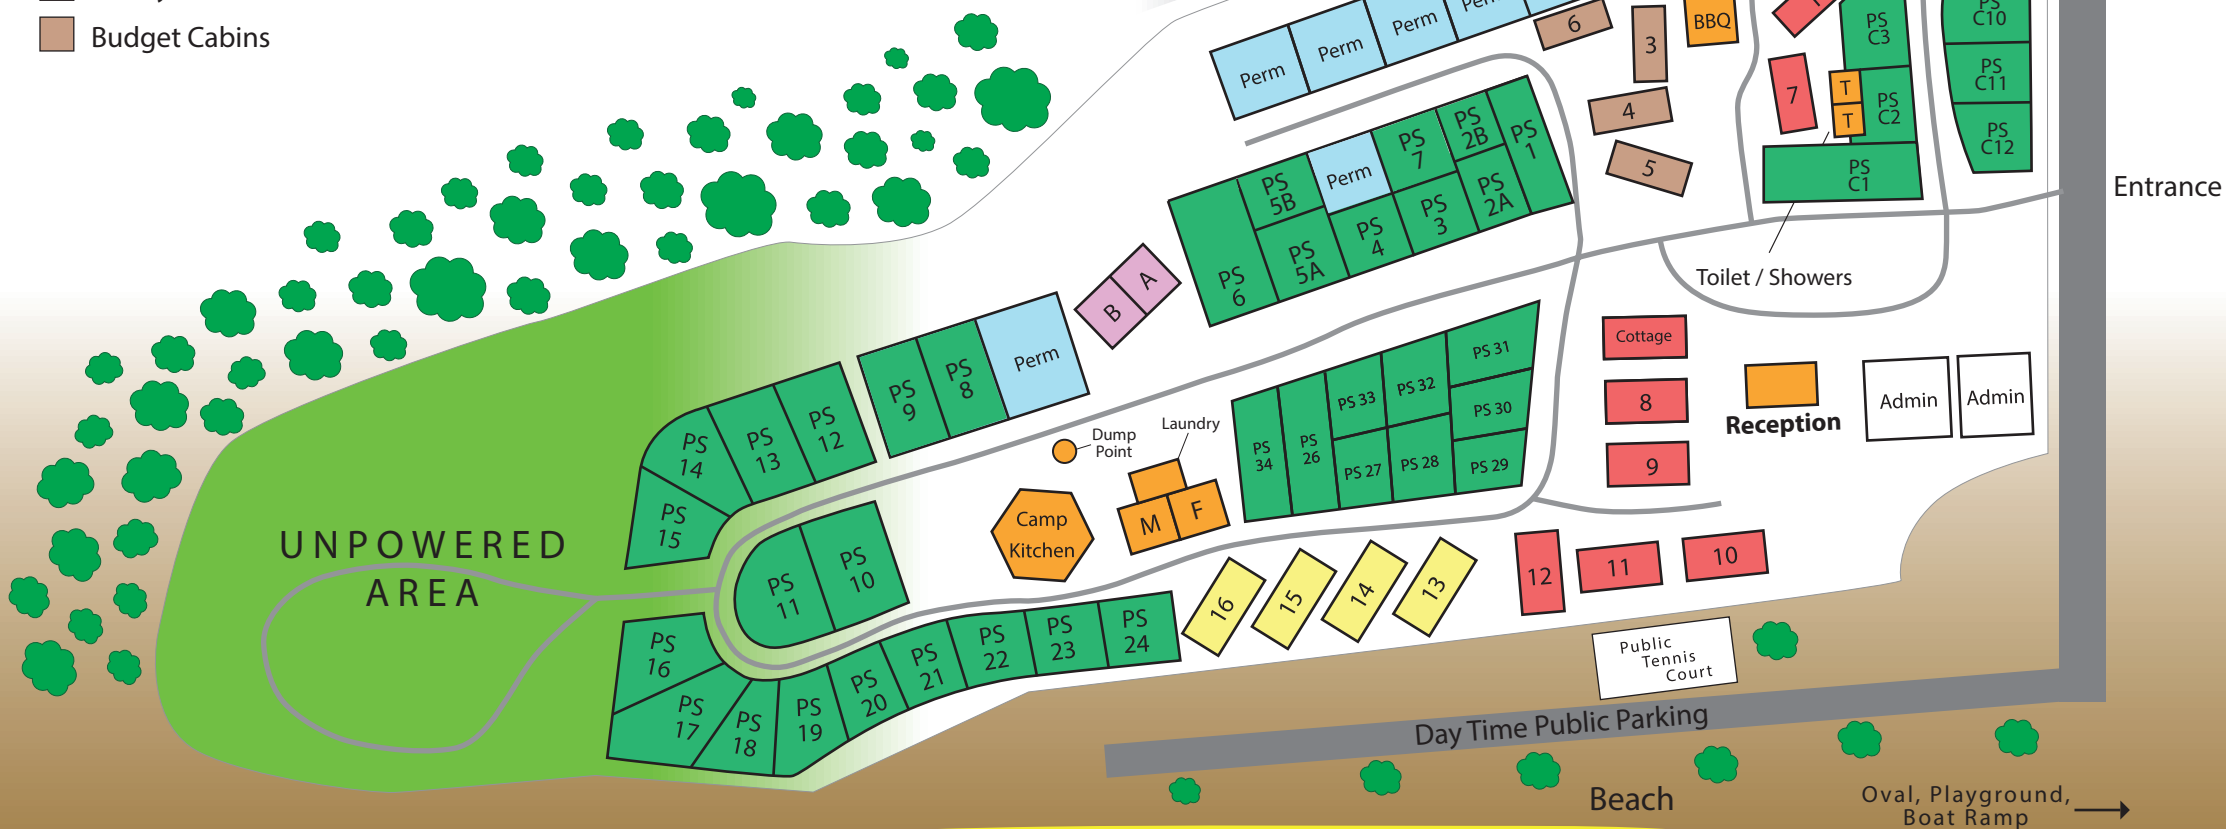 Budget Cabins
Perm
Perm
Perm
Perm
6
3
BBQ
PS
C3
PS
C10
4
5
7
T
T
PS
C2
PS
C11
PS
C12
PS
C1
Entrance
Toilet / Showers
PS
6
PS
5B
PS
5A
Perm
PS
4
PS
7
PS
3
PS
2B
PS
2A
PS
1
A
B
PS
9
PS
8
Perm
PS
14
PS
13
PS
12
PS
15
PS
11
PS
10
UNPOWERED
AREA
Dump
Point
Laundry
Camp
Kitchen
M
F
PS
34
PS
26
PS 33
PS 32
PS 31
PS 30
PS 27
PS 28
PS 29
Cottage
8
9
Reception
Admin
Admin
12
11
10
16
15
14
13
PS
16
PS
17
PS
18
PS
19
PS
20
PS
21
PS
22
PS
23
PS
24
Public
Tennis
Court
Day Time Public Parking
Beach
Oval, Playground,
Boat Ramp